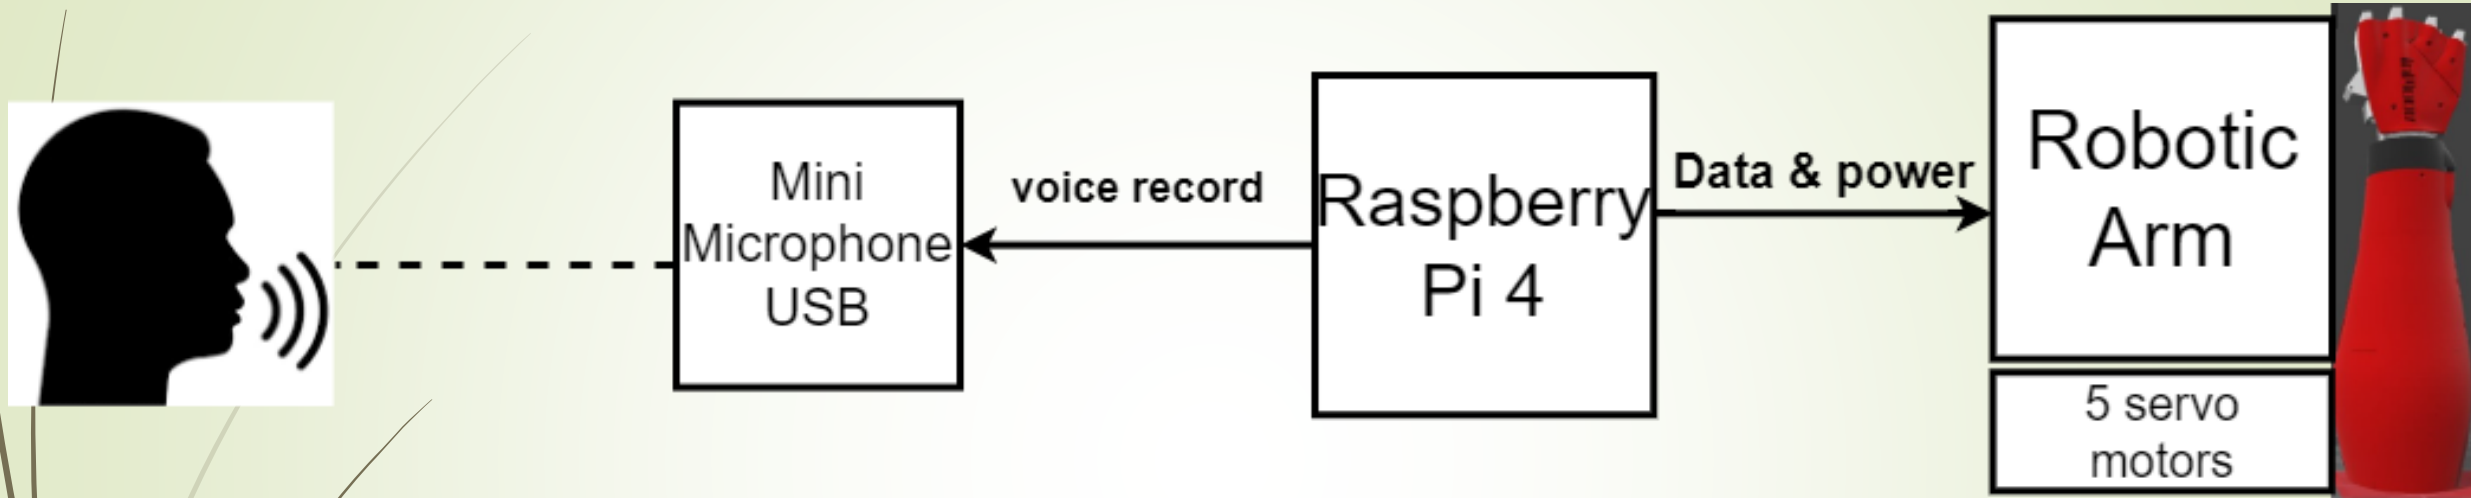 Mini
Microphone
USB
voice record
Raspberry
Pi 4
Data & power
Robotic
Arm
5 servo
motors